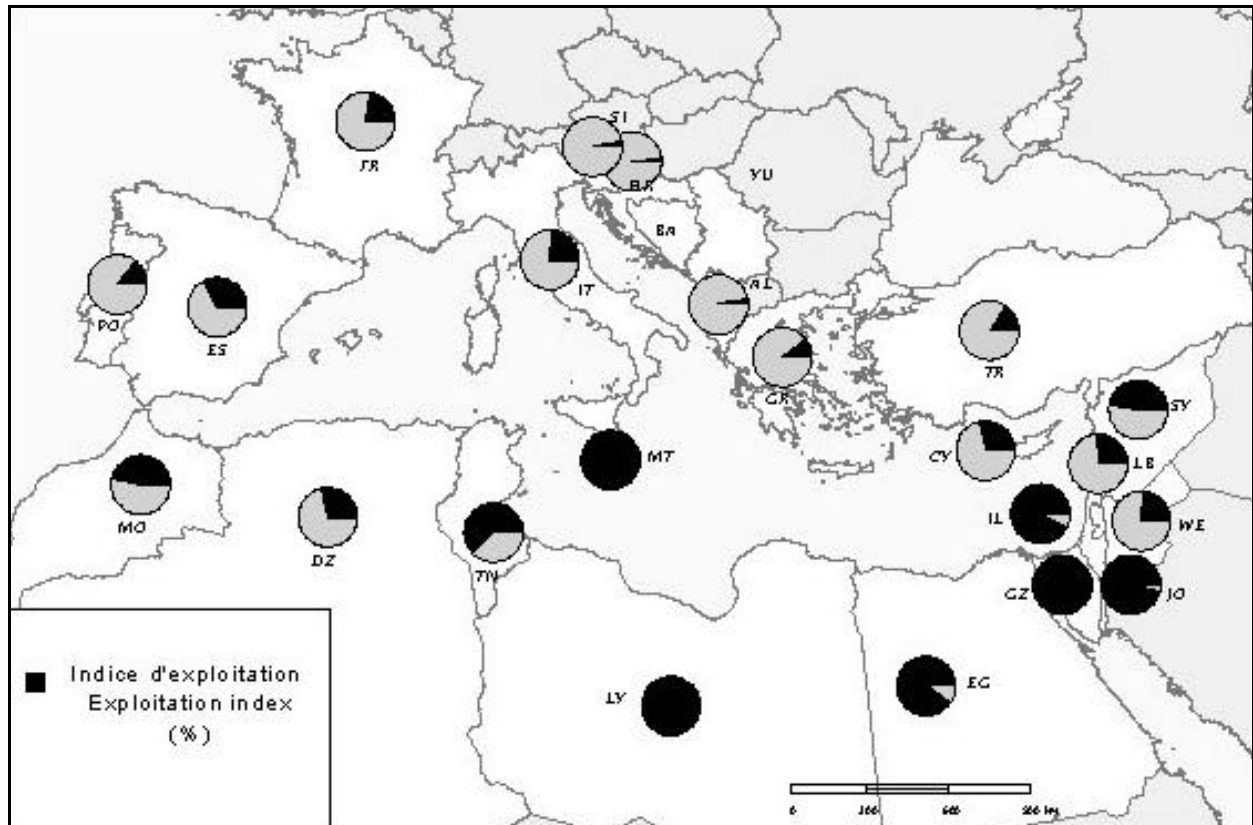 SI
FR
HR
YU
BA
IT
AL
PO
ES
GR
TR
SY
CY
LB
MT
IL
WE
MO
DZ
TN
GZ
JO
Indice d'exploitation
Exploitation index
(%)
LY
EG
0